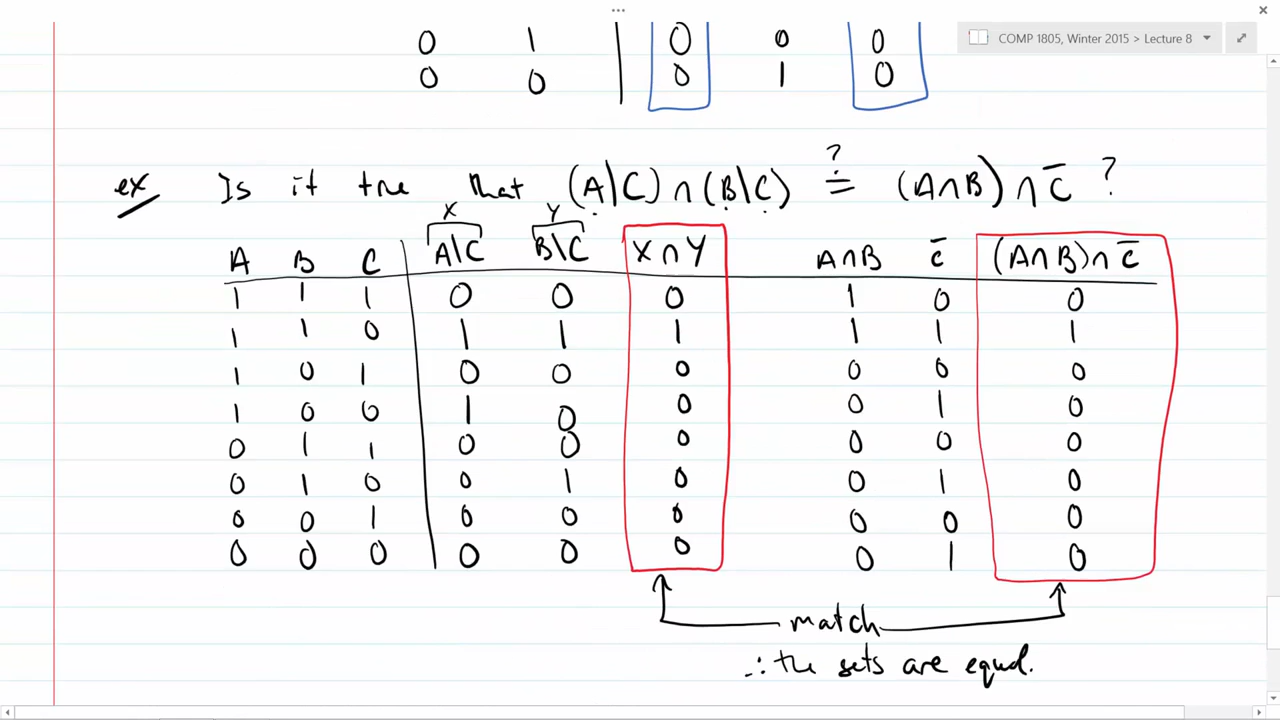 ...
COMP 1805, Winter 2015 > Lecture 8
0 1 | 0 0 0
0 0 | 0 1 0
ex Is it true that (A\C) ∩ (B\C) ≟ (A∩B) ∩ C̅ ?
X Y
A B C | A\C B\C X ∩ Y A∩B C̅ (A∩B)∩C̅
1 1 1 | 0 0 0 1 0 0
1 1 0 | 1 1 1 1 1 1
1 0 1 | 0 0 0 0 0 0
1 0 0 | 1 0 0 0 1 0
0 1 1 | 0 0 0 0 0 0
0 1 0 | 0 1 0 0 1 0
0 0 1 | 0 0 0 0 0 0
0 0 0 | 0 0 0 0 1 0
match
∴ the sets are equal.